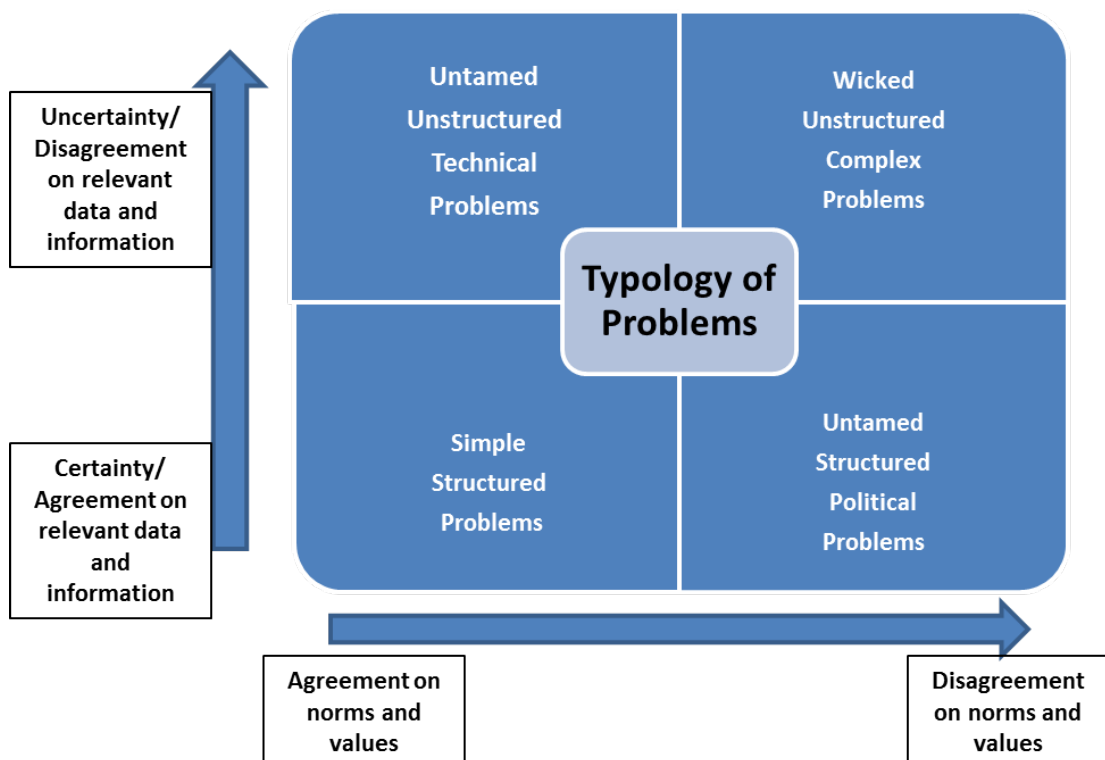 Uncertainty/
Disagreement
on relevant
data and
information
Untamed
Unstructured
Technical
Problems
Wicked
Unstructured
Complex
Problems
Typology of
Problems
Certainty/
Agreement on
relevant data
and
information
Simple
Structured
Problems
Untamed
Structured
Political
Problems
Agreement on
norms and
values
Disagreement
on norms and
values